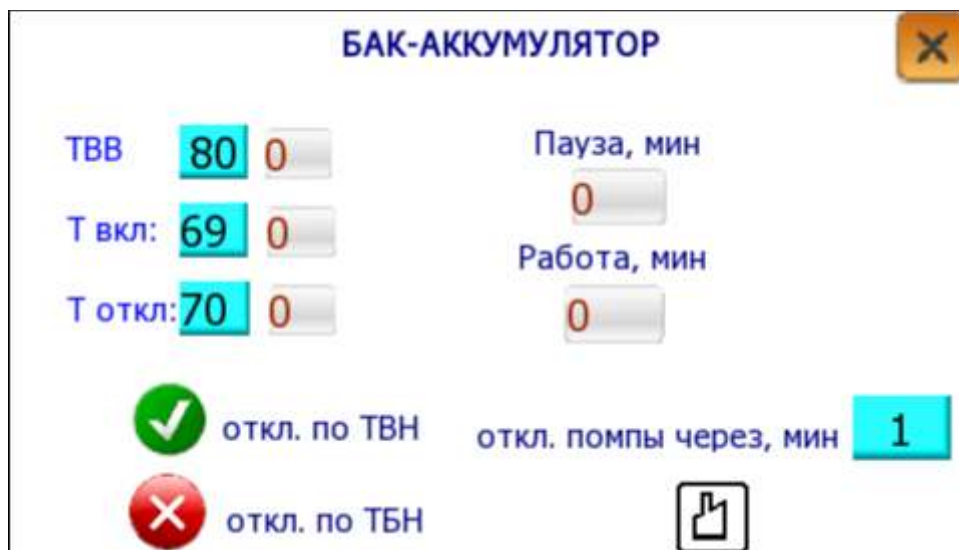 БАК-АККУМУЛЯТОР
ТВВ 80 0
Т вкл: 69 0
Т откл: 70 0
Пауза, мин
0
Работа, мин
0
откл. по ТВН
откл. по ТБН
откл. помпы через, мин 1